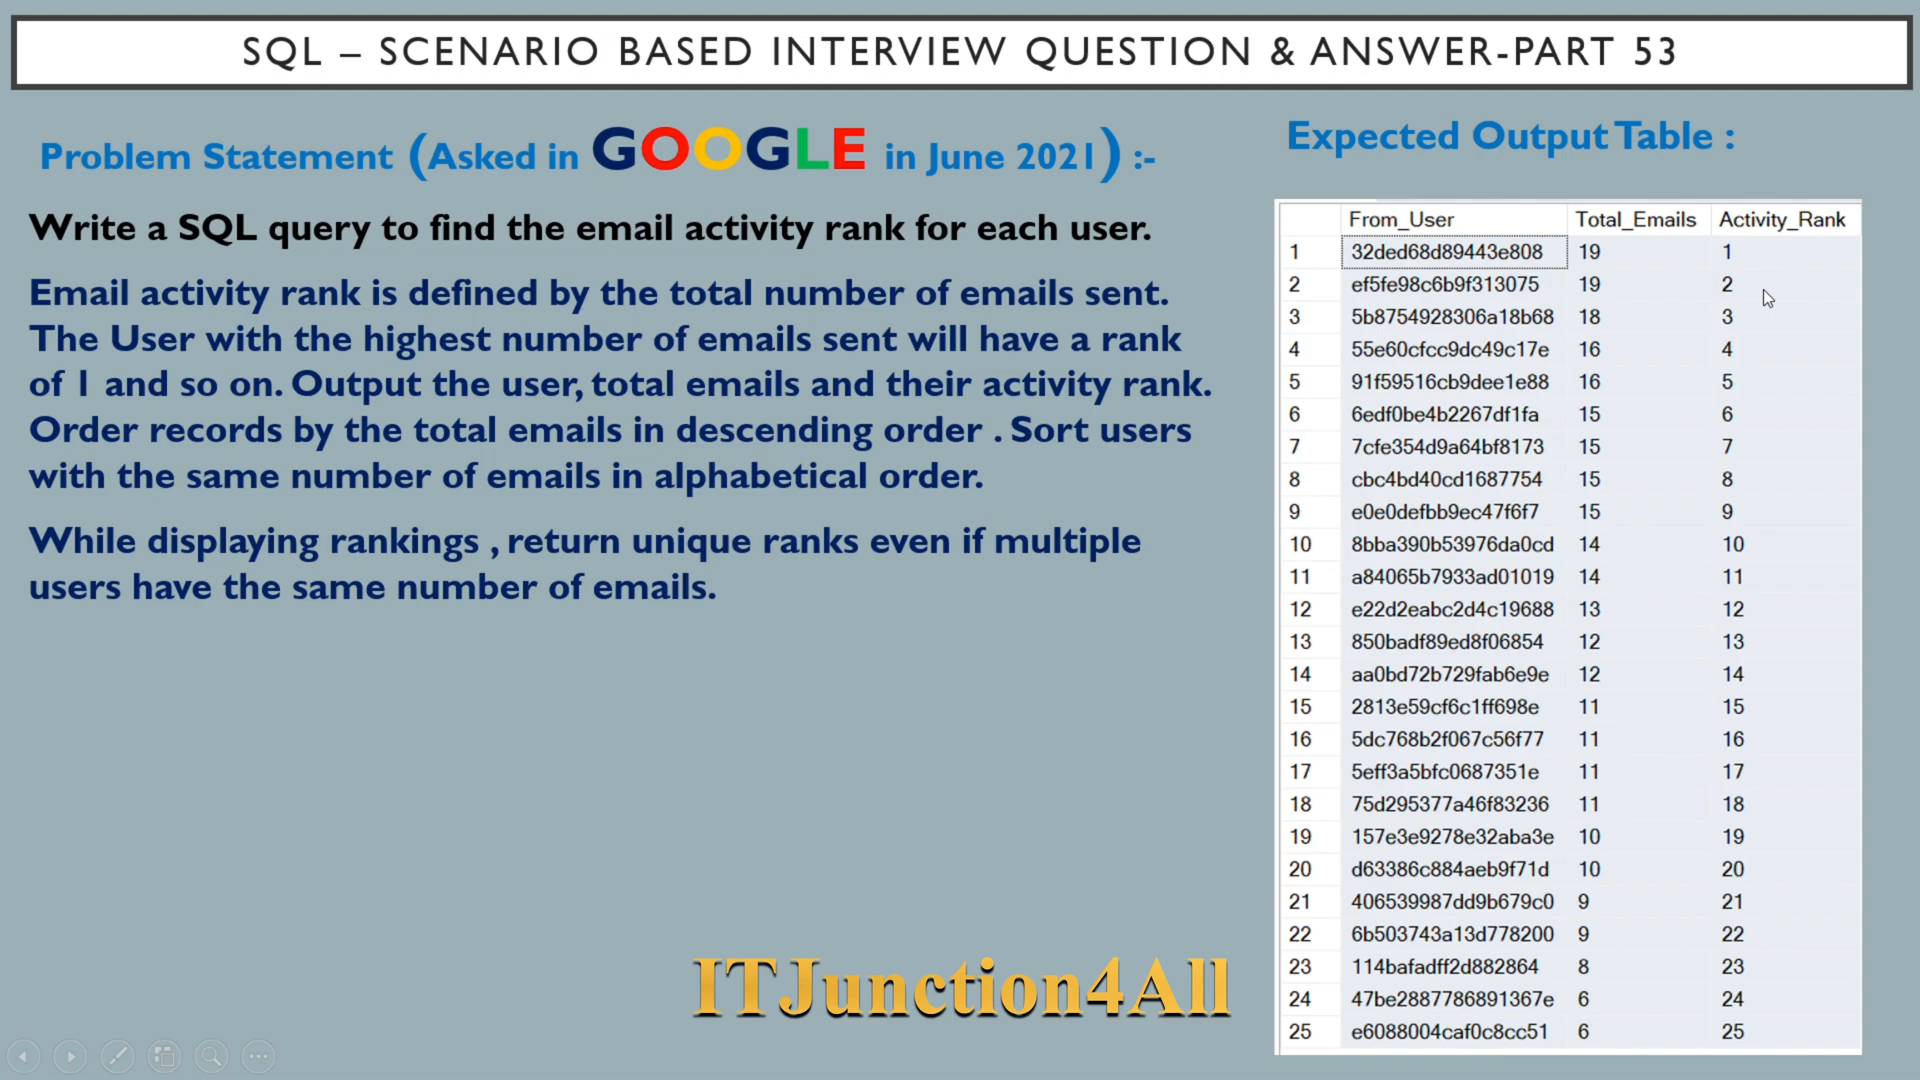 SQL – SCENARIO BASED INTERVIEW QUESTION & ANSWER-PART 53
Problem Statement (Asked in GOOGLE in June 2021) :-
Write a SQL query to find the email activity rank for each user.
Email activity rank is defined by the total number of emails sent.
The User with the highest number of emails sent will have a rank
of 1 and so on. Output the user, total emails and their activity rank.
Order records by the total emails in descending order . Sort users
with the same number of emails in alphabetical order.
While displaying rankings , return unique ranks even if multiple
users have the same number of emails.
Expected Output Table :
From_User Total_Emails Activity_Rank
1 32ded68d89443e808 19 1
2 ef5fe98c6b9f313075 19 2
3 5b8754928306a18b68 18 3
4 55e60cfcc9dc49c17e 16 4
5 91f59516cb9dee1e88 16 5
6 6edf0be4b2267df1fa 15 6
7 7cfe354d9a64bf8173 15 7
8 cbc4bd40cd1687754 15 8
9 e0e0defbb9ec47f6f7 15 9
10 8bba390b53976da0cd 14 10
11 a84065b7933ad01019 14 11
12 e22d2eabc2d4c19688 13 12
13 850badf89ed8f06854 12 13
14 aa0bd72b729fab6e9e 12 14
15 2813e59cf6c1ff698e 11 15
16 5dc768b2f067c56f77 11 16
17 5eff3a5bfc0687351e 11 17
18 75d295377a46f83236 11 18
19 157e3e9278e32aba3e 10 19
20 d63386c884aeb9f71d 10 20
21 406539987dd9b679c0 9 21
22 6b503743a13d778200 9 22
23 114bafadff2d882864 8 23
24 47be2887786891367e 6 24
25 e6088004caf0c8cc51 6 25
ITJunction4All